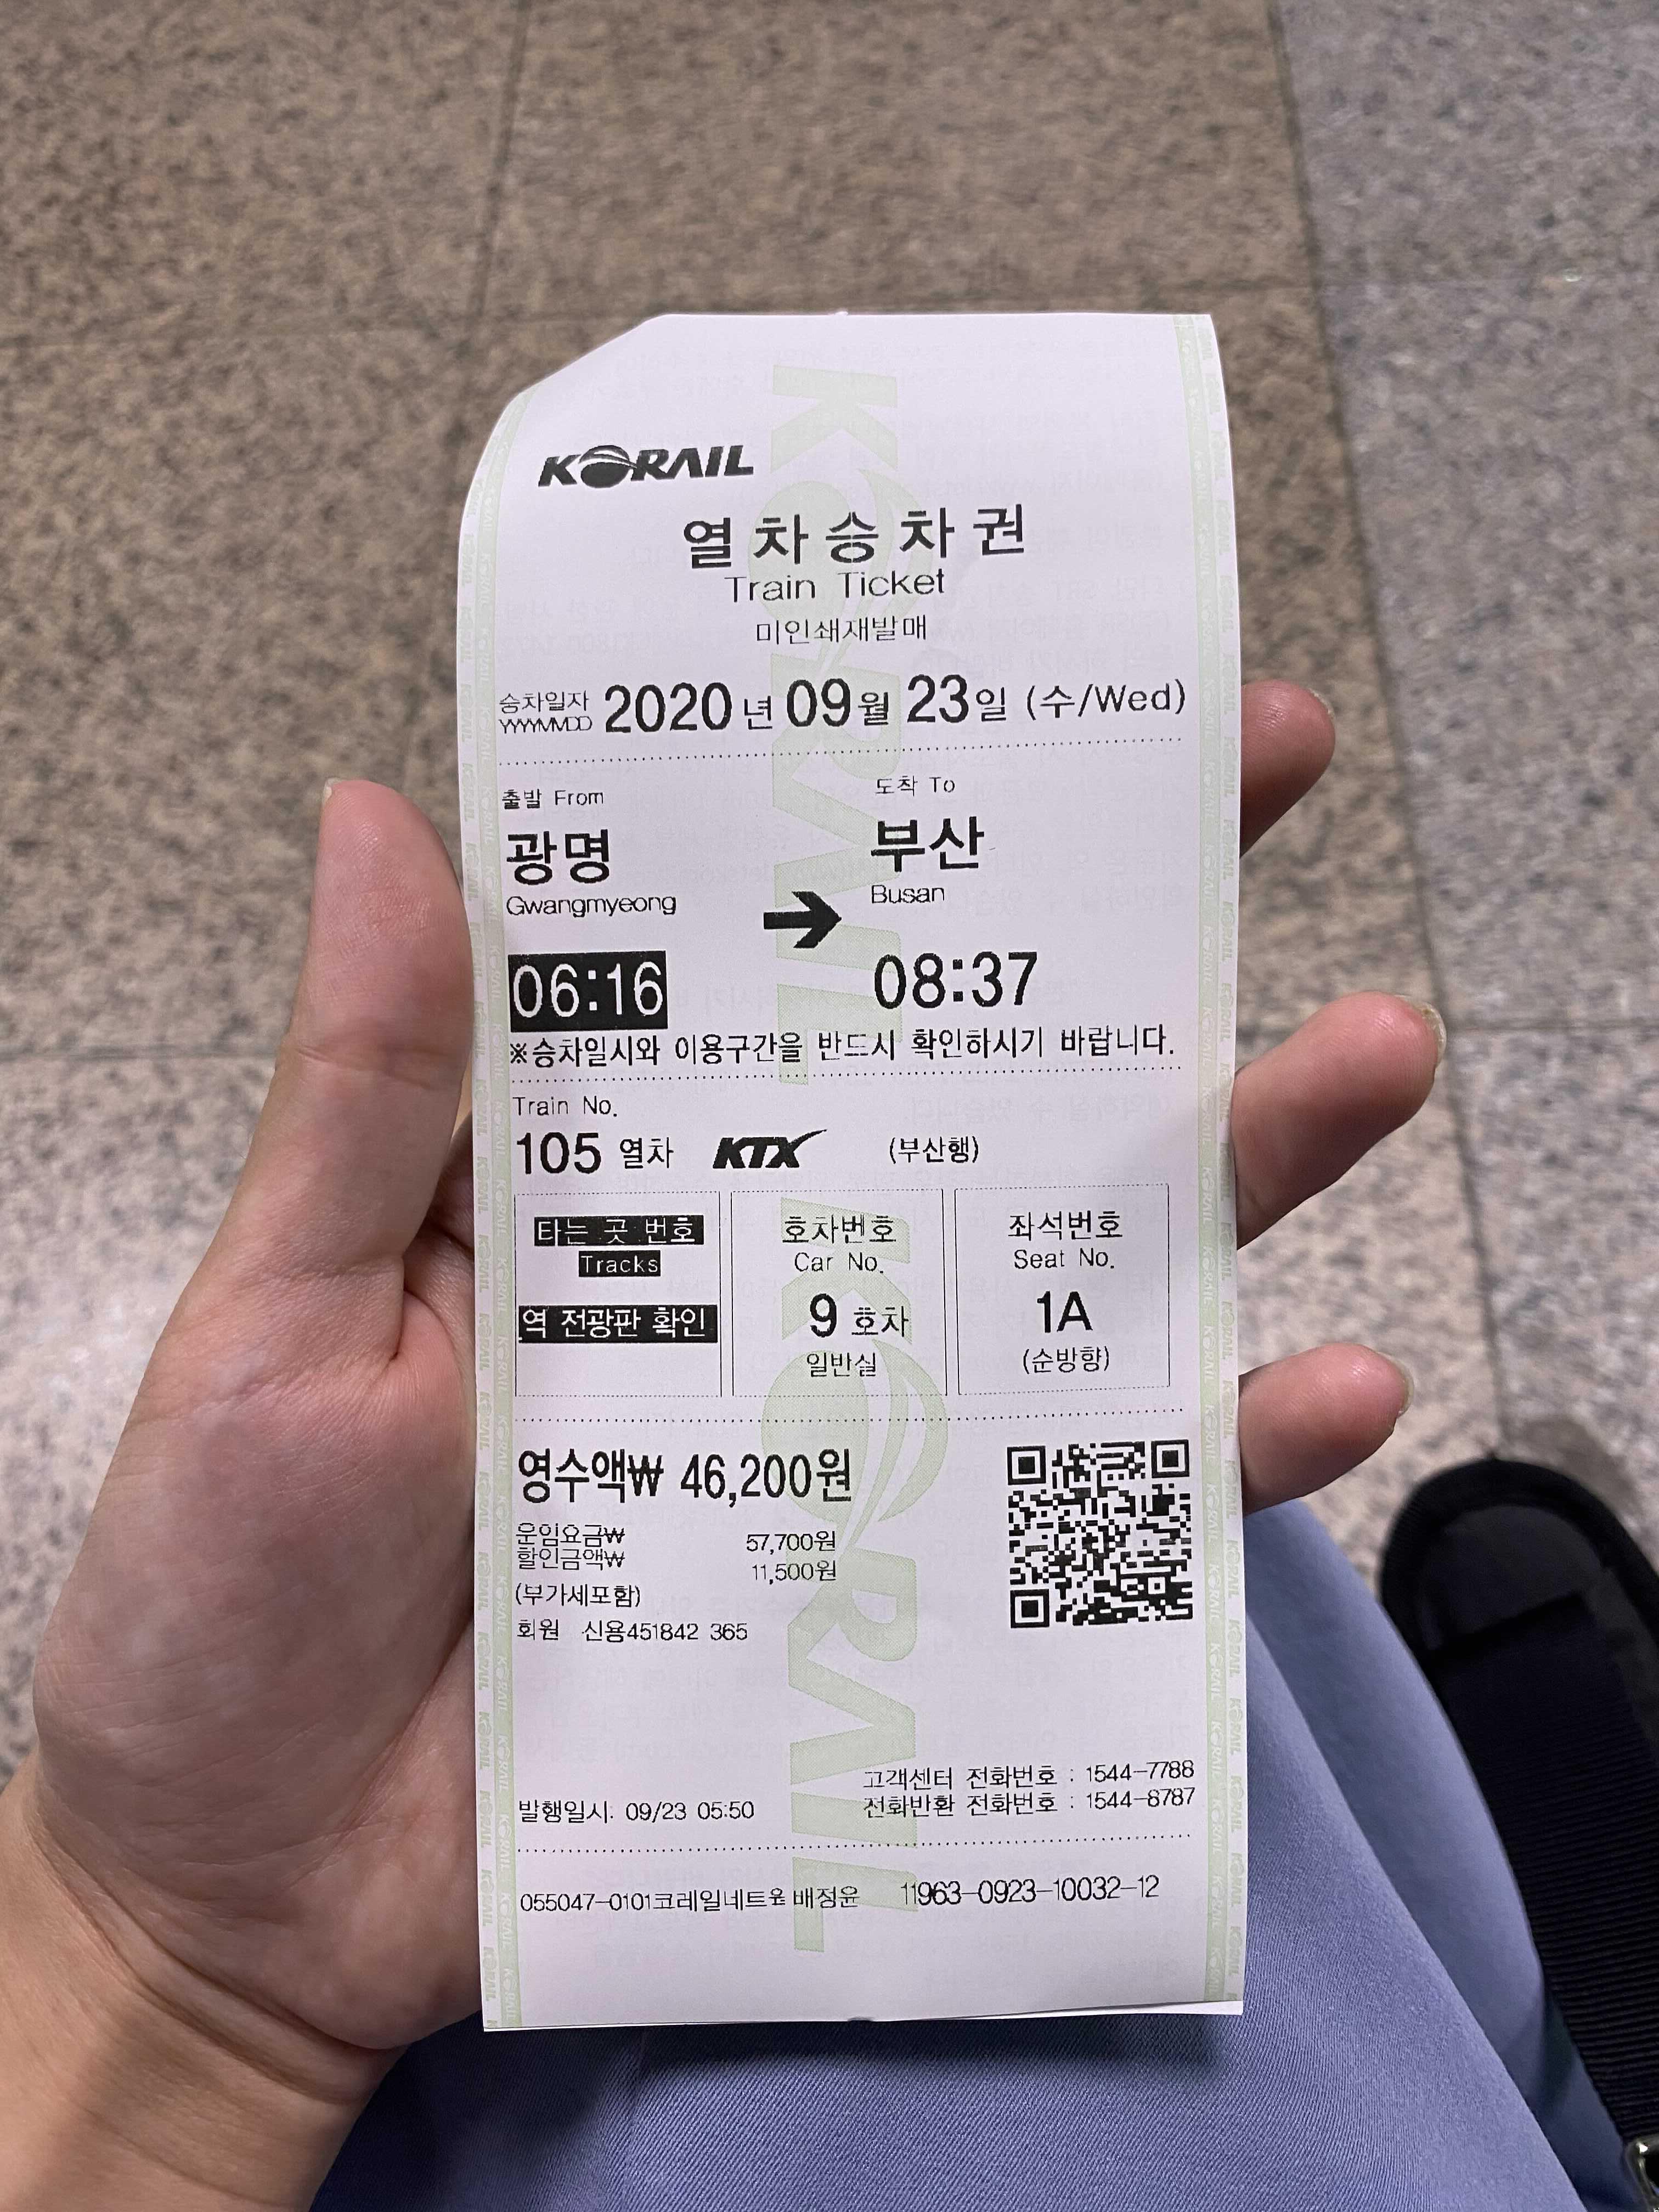 KORAIL
열차승차권
Train Ticket
미인쇄재발매
승차일자 YYYYMMDD 2020년 09월 23일 (수/Wed)
출발 From 도착 To
광명 부산
Gwangmyeong → Busan
06:16 08:37
※승차일시와 이용구간을 반드시 확인하시기 바랍니다.
Train No.
105 열차 KTX (부산행)
타는 곳 번호 호차번호 좌석번호
Tracks Car No. Seat No.
역 전광판 확인 9 호차 1A
일반실 (순방향)
영수액₩ 46,200원
운임요금₩ 57,700원
할인금액₩ 11,500원
(부가세포함)
회원 신용451842 365
고객센터 전화번호 : 1544-7788
발행일시: 09/23 05:50 전화반환 전화번호 : 1544-8787
055047-0101코레일네트웍 배정윤 11963-0923-10032-12